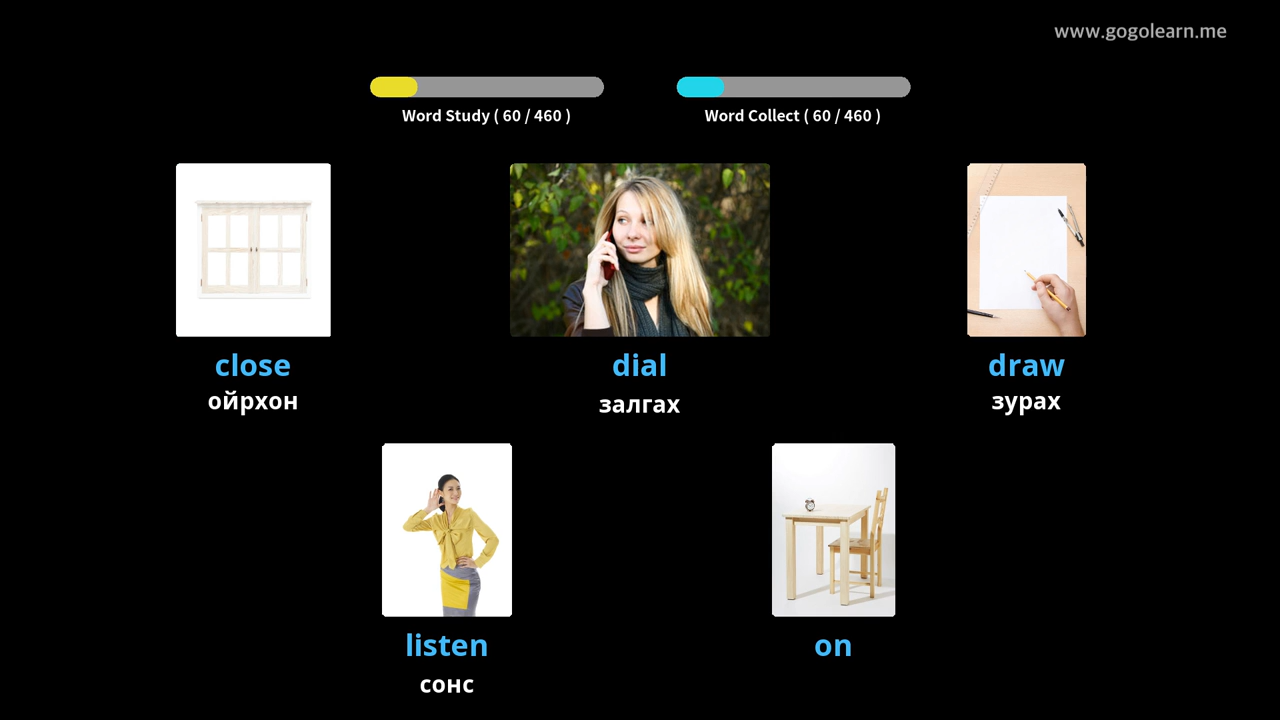 www.gogolearn.me
Word Study ( 60 / 460 )
Word Collect ( 60 / 460 )
close
ойрхон
dial
залгах
draw
зурах
listen
сонс
on